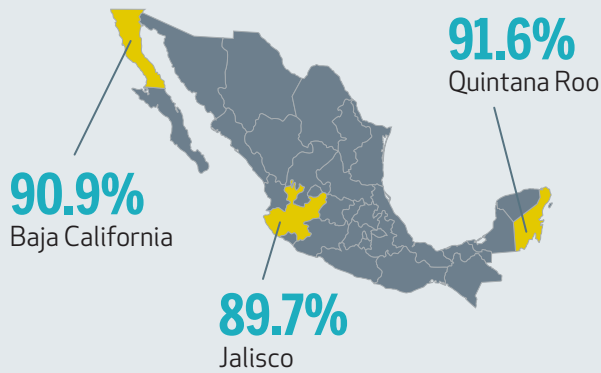 91.6%
Quintana Roo
90.9%
Baja California
89.7%
Jalisco